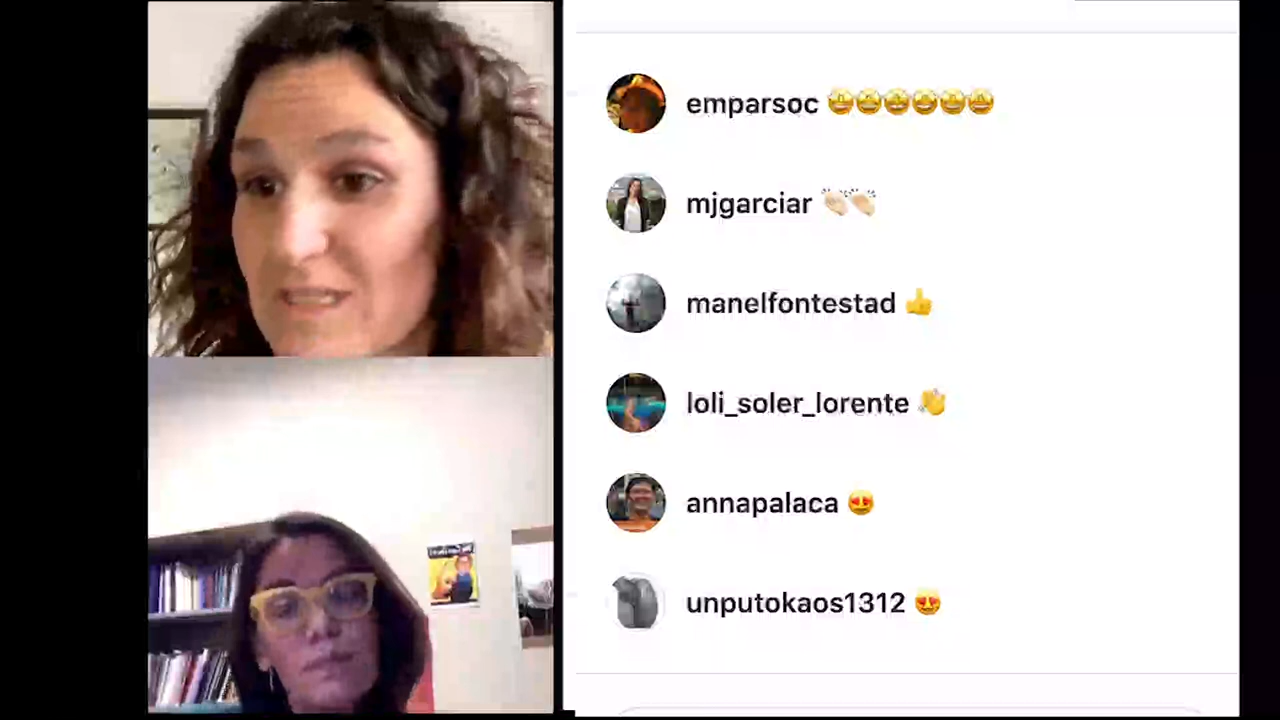 emparsoc 🤩🤩🤩🤩🤩🤩
mjgarciar 👏🏻👏🏻
manelfontestad 👍
loli_soler_lorente 👏
annapalaca 😍
unputokaos1312 😍